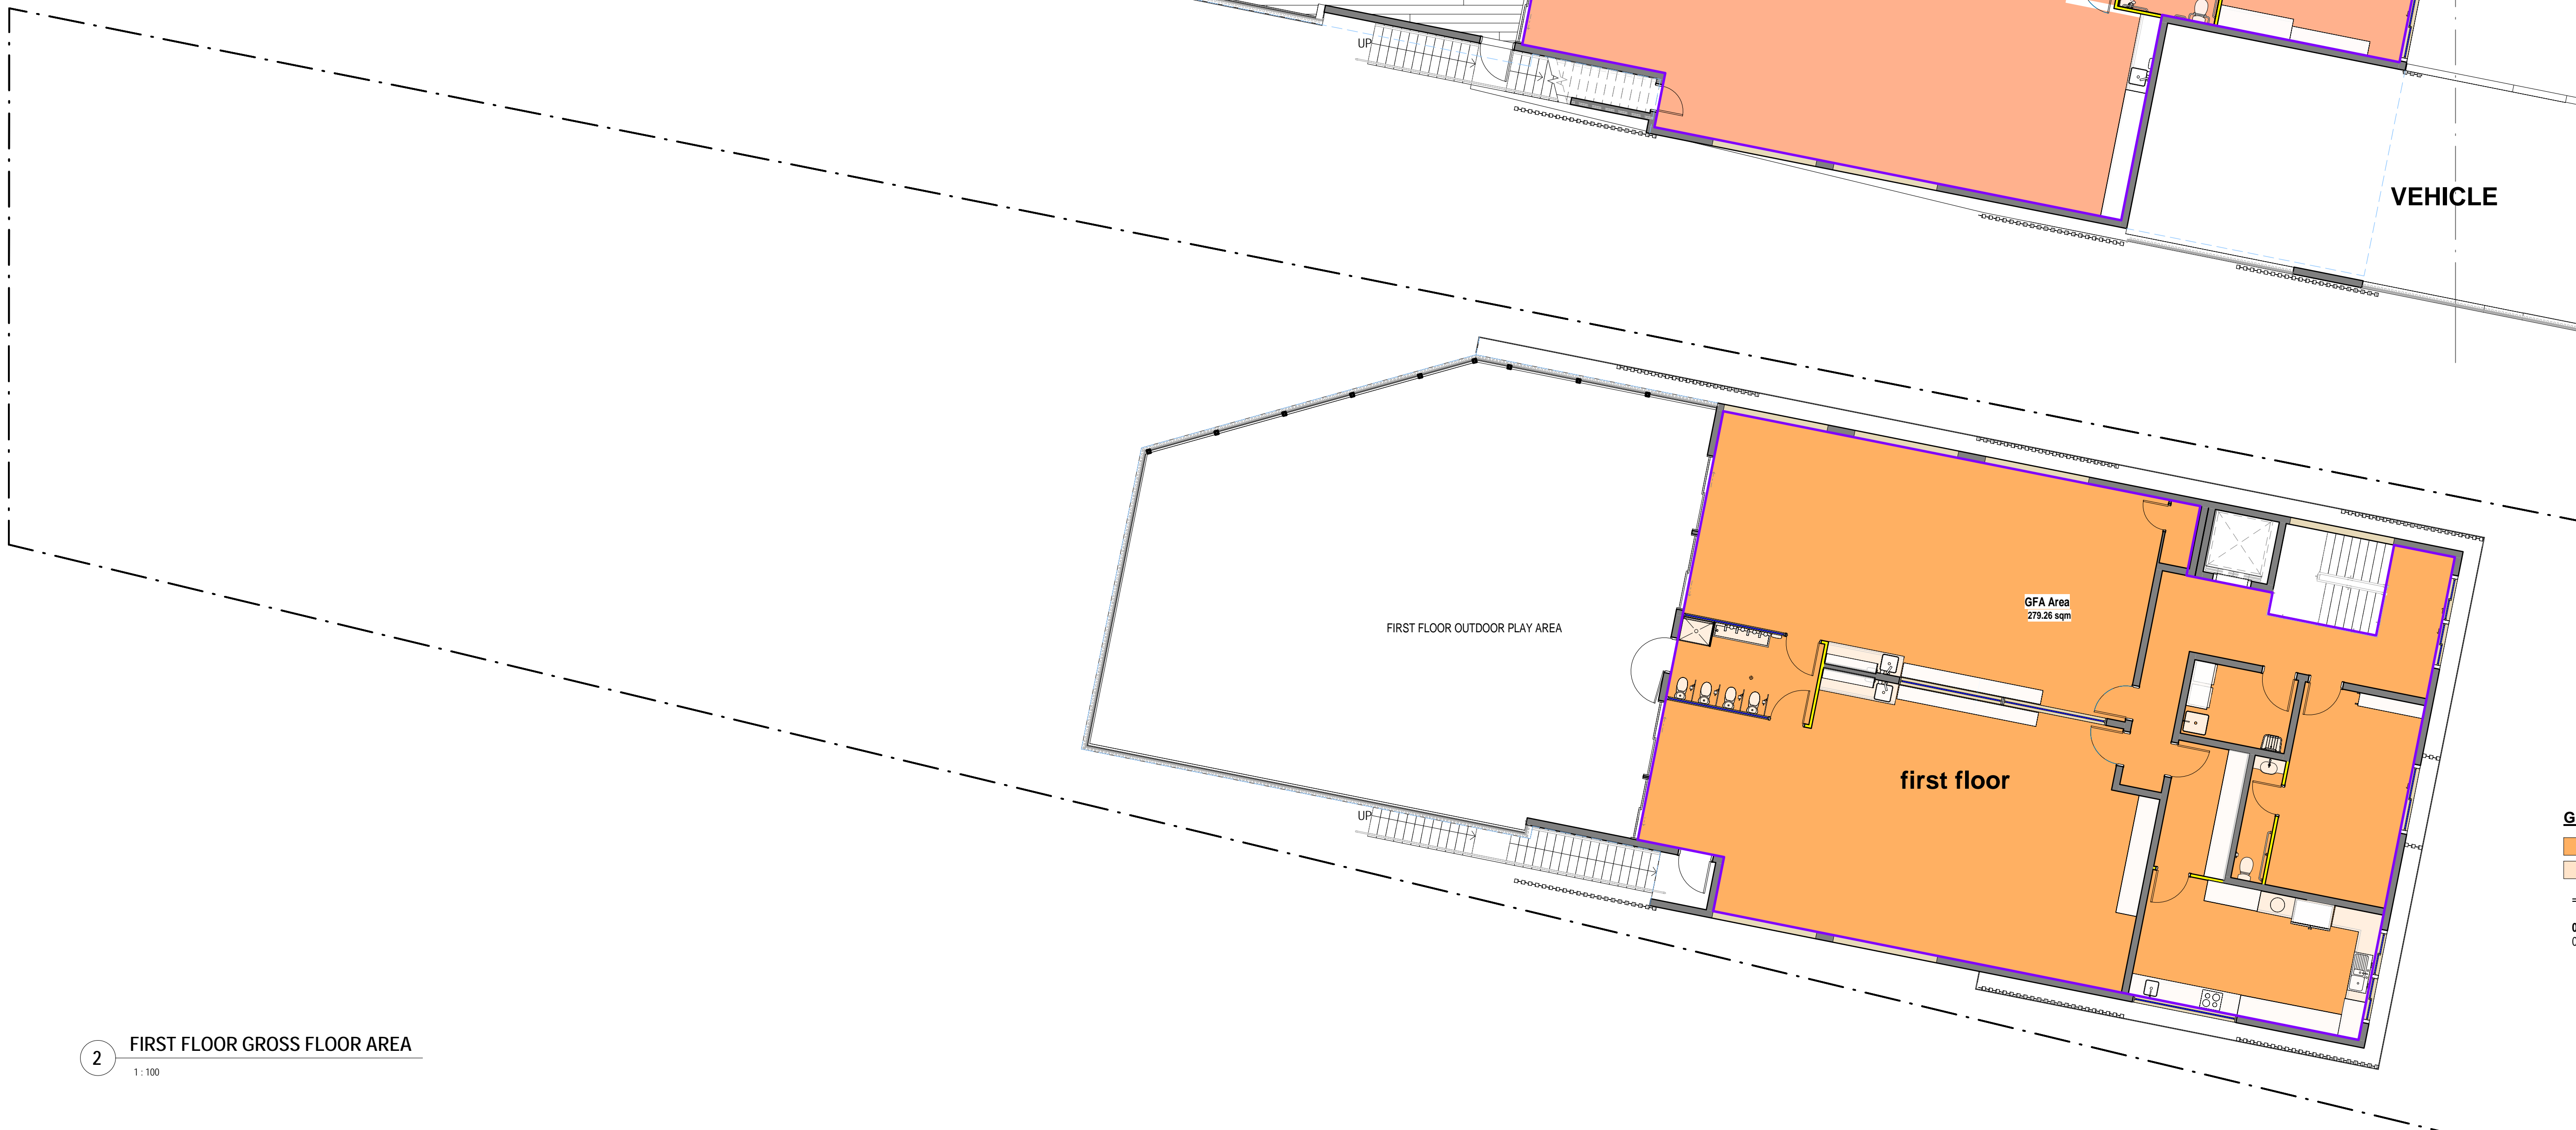 UP
VEHICLE
GFA Area
279.26 sqm
FIRST FLOOR OUTDOOR PLAY AREA
first floor
UP
G
2
FIRST FLOOR GROSS FLOOR AREA
1 : 100